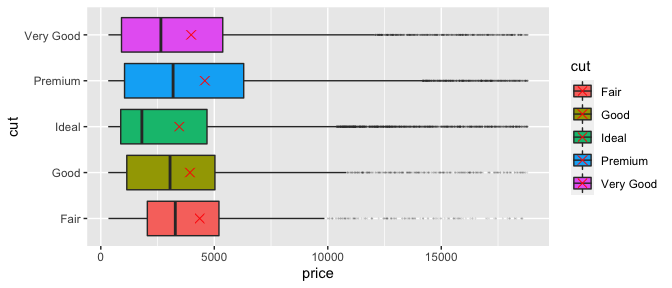 Very Good
Premium
Ideal
Good
Fair
cut
0 5000 10000 15000
price
cut
Fair
Good
Ideal
Premium
Very Good